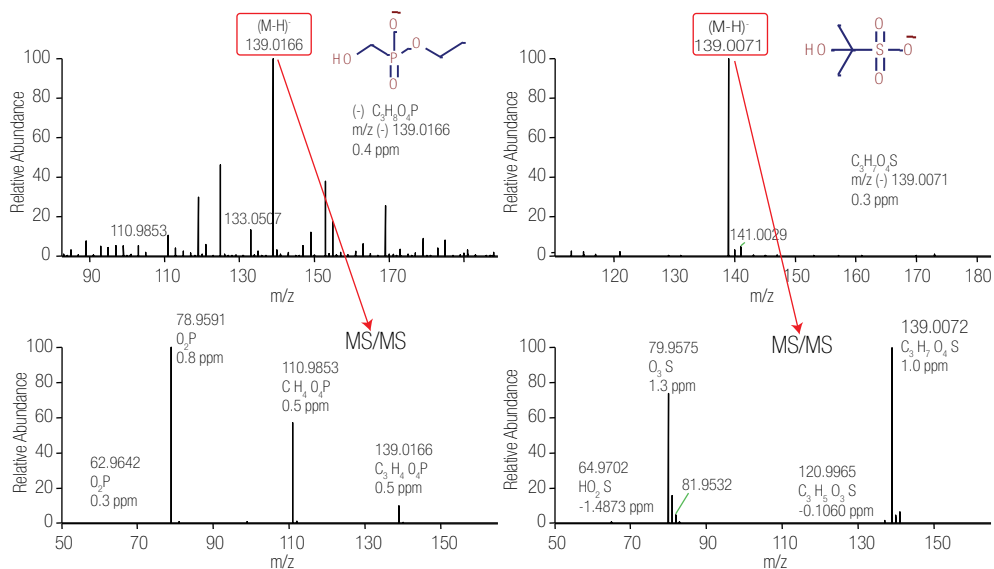 (M-H)⁻
139.0166
O⁻
HO
P
O
O
(-) C₃H₈O₄P
m/z (-) 139.0166
0.4 ppm
Relative Abundance
100
80
60
40
20
0
110.9853
133.0507
90
110
130
150
170
m/z
(M-H)⁻
139.0071
HO
O
S
O⁻
O
C₃H₇O₄S
m/z (-) 139.0071
0.3 ppm
Relative Abundance
100
80
60
40
20
0
141.0029
120
130
140
150
160
170
180
m/z
MS/MS
78.9591
O₂P
0.8 ppm
110.9853
C H₄ O₄P
0.5 ppm
139.0166
C₃ H₄ O₄P
0.5 ppm
62.9642
O₂P
0.3 ppm
Relative Abundance
100
80
60
40
20
0
50
70
90
110
130
150
m/z
MS/MS
79.9575
O₃ S
1.3 ppm
139.0072
C₃ H₇ O₄ S
1.0 ppm
64.9702
HO₂ S
-1.4873 ppm
81.9532
120.9965
C₃ H₅ O₃ S
-0.1060 ppm
Relative Abundance
100
80
60
40
20
0
50
70
90
110
130
150
m/z